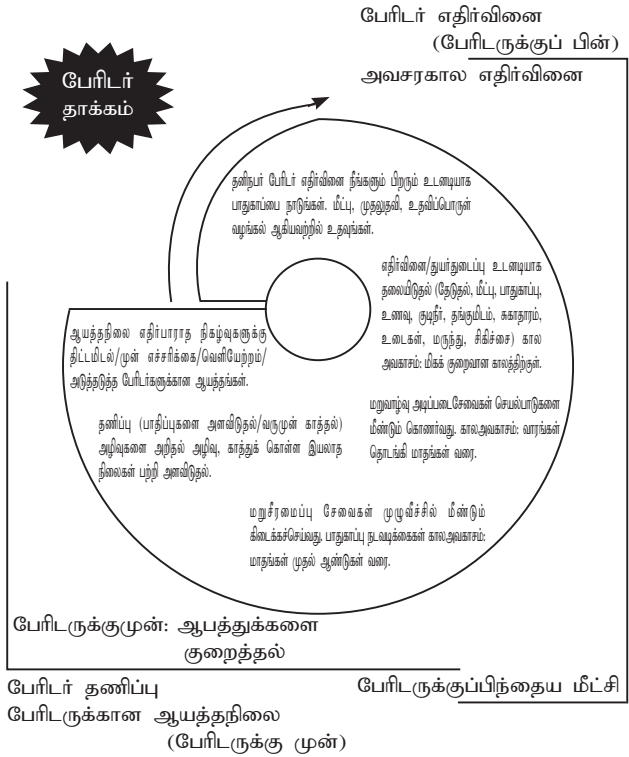 பேரிடர் எதிர்வினை
(பேரிடருக்குப் பின்)
அவசரகால எதிர்வினை
பேரிடர்
தாக்கம்
தனிநபர் பேரிடர் எதிர்வினை நீங்களும் பிறரும் உடனடியாக
பாதுகாப்பை நாடுங்கள். மீட்பு, முதலுதவி, உதவிப்பொருள்
வழங்கல் ஆகியவற்றில் உதவுங்கள்.
எதிர்வினை/துயர்துடைப்பு உடனடியாக
தலையிடுதல் (தேடுதல், மீட்பு, பாதுகாப்பு,
உணவு, குடிநீர், தங்குமிடம், சுகாதாரம்,
உடைகள், மருந்து, சிகிச்சை) கால
அவகாசம்: மிகக் குறைவான காலத்திற்குள்.
ஆயத்தநிலை எதிர்பாராத நிகழ்வுகளுக்கு
திட்டமிடல்/முன் எச்சரிக்கை/வெளியேற்றம்/
அடுத்தடுத்த பேரிடர்களுக்கான ஆயத்தங்கள்.
மறுவாழ்வு அடிப்படைசேவைகள் செயல்பாடுகளை
மீண்டும் கொணர்வது. காலஅவகாசம்: வாரங்கள்
தொடங்கி மாதங்கள் வரை.
தணிப்பு (பாதிப்புகளை அளவிடுதல்/வருமுன் காத்தல்)
அழிவுகளை அறிதல் அழிவு, காத்துக் கொள்ள இயலாத
நிலைகள் பற்றி அளவிடுதல்.
மறுசீரமைப்பு சேவைகள் முழுவீச்சில் மீண்டும்
கிடைக்கச்செய்வது. பாதுகாப்பு நடவடிக்கைகள் காலஅவகாசம்:
மாதங்கள் முதல் ஆண்டுகள் வரை.
பேரிடருக்குமுன்: ஆபத்துக்களை
குறைத்தல்
பேரிடர் தணிப்பு
பேரிடருக்கான ஆயத்தநிலை
(பேரிடருக்கு முன்)
பேரிடருக்குப்பிந்தைய மீட்சி